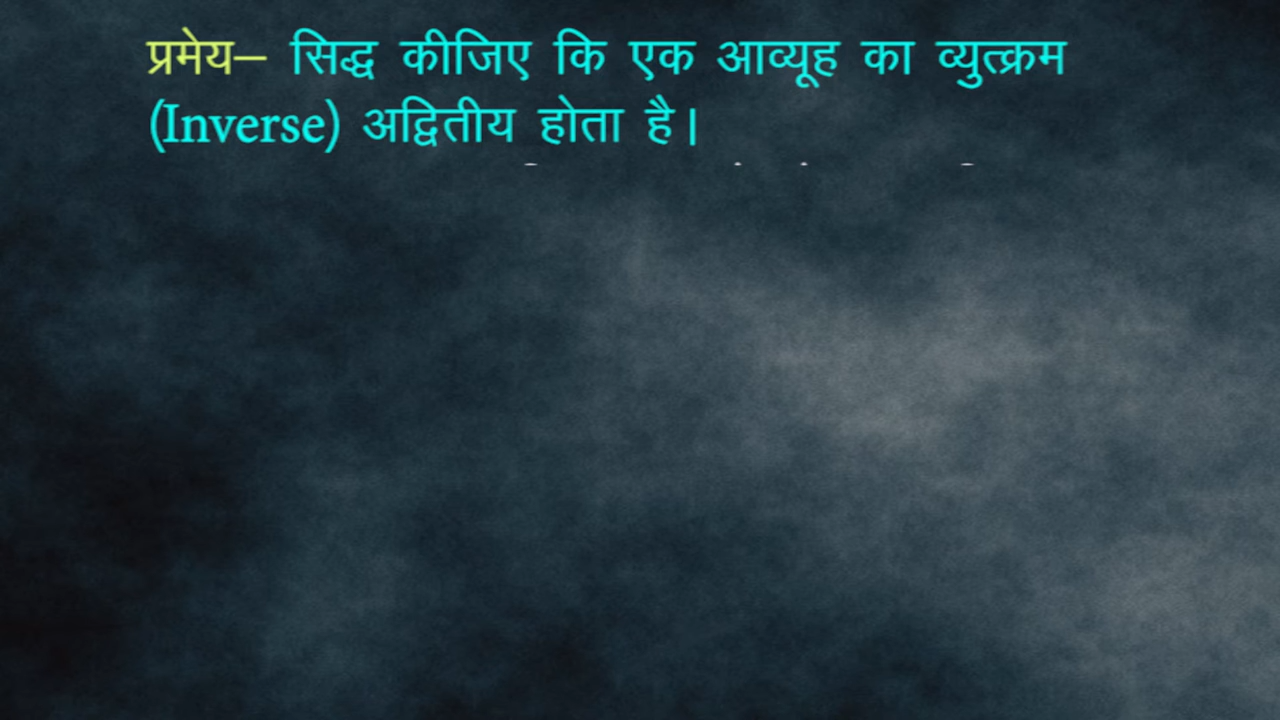 प्रमेय– सिद्ध कीजिए कि एक आव्यूह का व्युत्क्रम
(Inverse) अद्वितीय होता है।